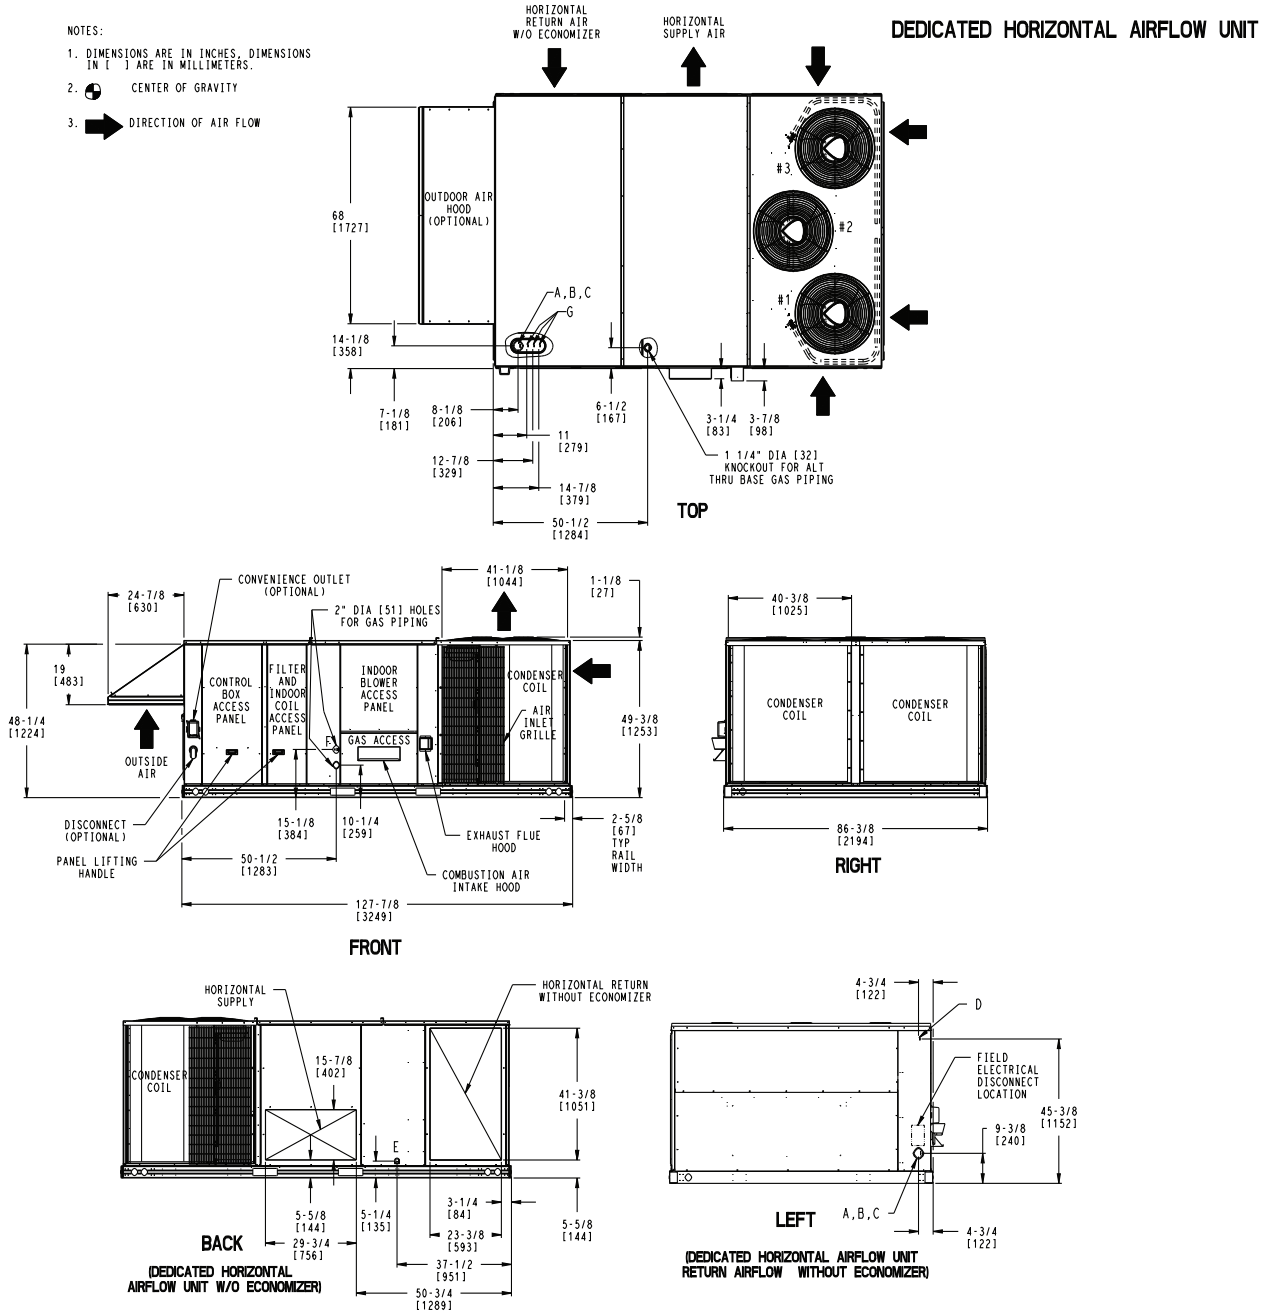 DEDICATED HORIZONTAL AIRFLOW UNIT
NOTES:
1. DIMENSIONS ARE IN INCHES, DIMENSIONS
IN [ ] ARE IN MILLIMETERS.
2. CENTER OF GRAVITY
3. DIRECTION OF AIR FLOW
HORIZONTAL
RETURN AIR
W/O ECONOMIZER
HORIZONTAL
SUPPLY AIR
OUTDOOR AIR
HOOD
(OPTIONAL)
#3
#2
#1
68
[1727]
A,B,C
G
14-1/8
[358]
7-1/8
[181]
8-1/8
[206]
11
[279]
12-7/8
[329]
14-7/8
[379]
50-1/2
[1284]
6-1/2
[167]
3-1/4
[83]
3-7/8
[98]
1 1/4" DIA [32]
KNOCKOUT FOR ALT
THRU BASE GAS PIPING
TOP
24-7/8
[630]
CONVENIENCE OUTLET
(OPTIONAL)
2" DIA [51] HOLES
FOR GAS PIPING
41-1/8
[1044]
1-1/8
[27]
19
[483]
48-1/4
[1224]
OUTSIDE
AIR
CONTROL
BOX
ACCESS
PANEL
FILTER
AND
INDOOR
COIL
ACCESS
PANEL
F
INDOOR
BLOWER
ACCESS
PANEL
GAS ACCESS
CONDENSER
COIL
AIR
INLET
GRILLE
49-3/8
[1253]
DISCONNECT
(OPTIONAL)
PANEL LIFTING
HANDLE
15-1/8
[384]
10-1/4
[259]
50-1/2
[1283]
EXHAUST FLUE
HOOD
COMBUSTION AIR
INTAKE HOOD
2-5/8
[67]
TYP
RAIL
WIDTH
127-7/8
[3249]
FRONT
40-3/8
[1025]
CONDENSER
COIL
CONDENSER
COIL
86-3/8
[2194]
RIGHT
HORIZONTAL
SUPPLY
HORIZONTAL RETURN
WITHOUT ECONOMIZER
CONDENSER
COIL
15-7/8
[402]
41-3/8
[1051]
E
5-5/8
[144]
5-1/4
[135]
3-1/4
[84]
5-5/8
[144]
29-3/4
[756]
23-3/8
[593]
37-1/2
[951]
50-3/4
[1289]
BACK
(DEDICATED HORIZONTAL
AIRFLOW UNIT W/O ECONOMIZER)
4-3/4
[122]
D
FIELD
ELECTRICAL
DISCONNECT
LOCATION
45-3/8
[1152]
9-3/8
[240]
A,B,C
4-3/4
[122]
LEFT
(DEDICATED HORIZONTAL AIRFLOW UNIT
RETURN AIRFLOW WITHOUT ECONOMIZER)